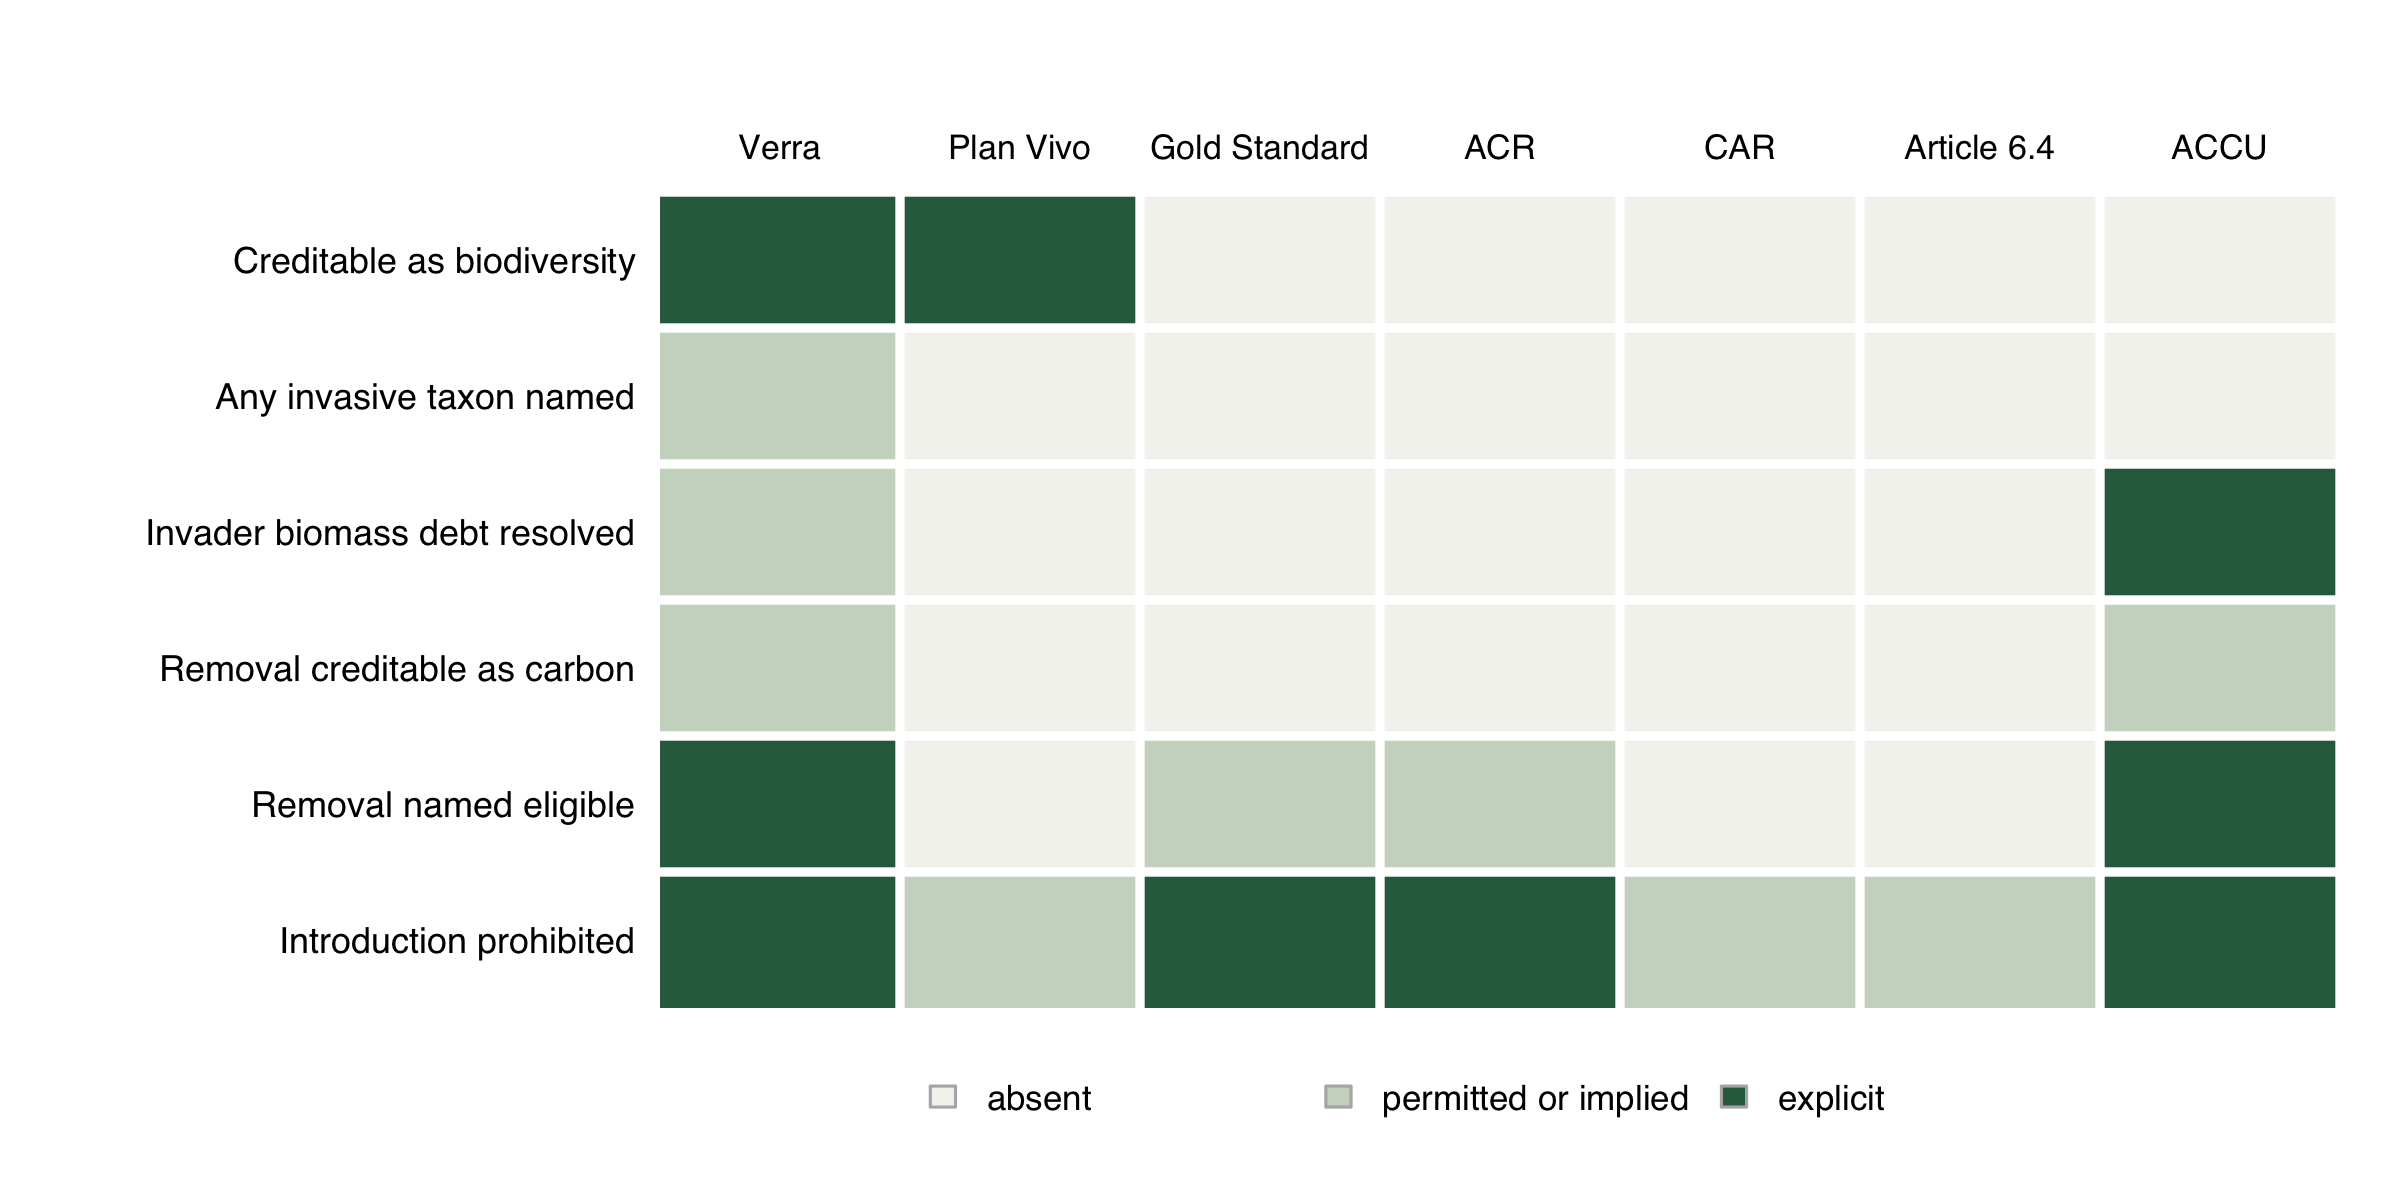 Verra Plan Vivo Gold Standard ACR CAR Article 6.4 ACCU
Creditable as biodiversity
Any invasive taxon named
Invader biomass debt resolved
Removal creditable as carbon
Removal named eligible
Introduction prohibited
absent permitted or implied explicit